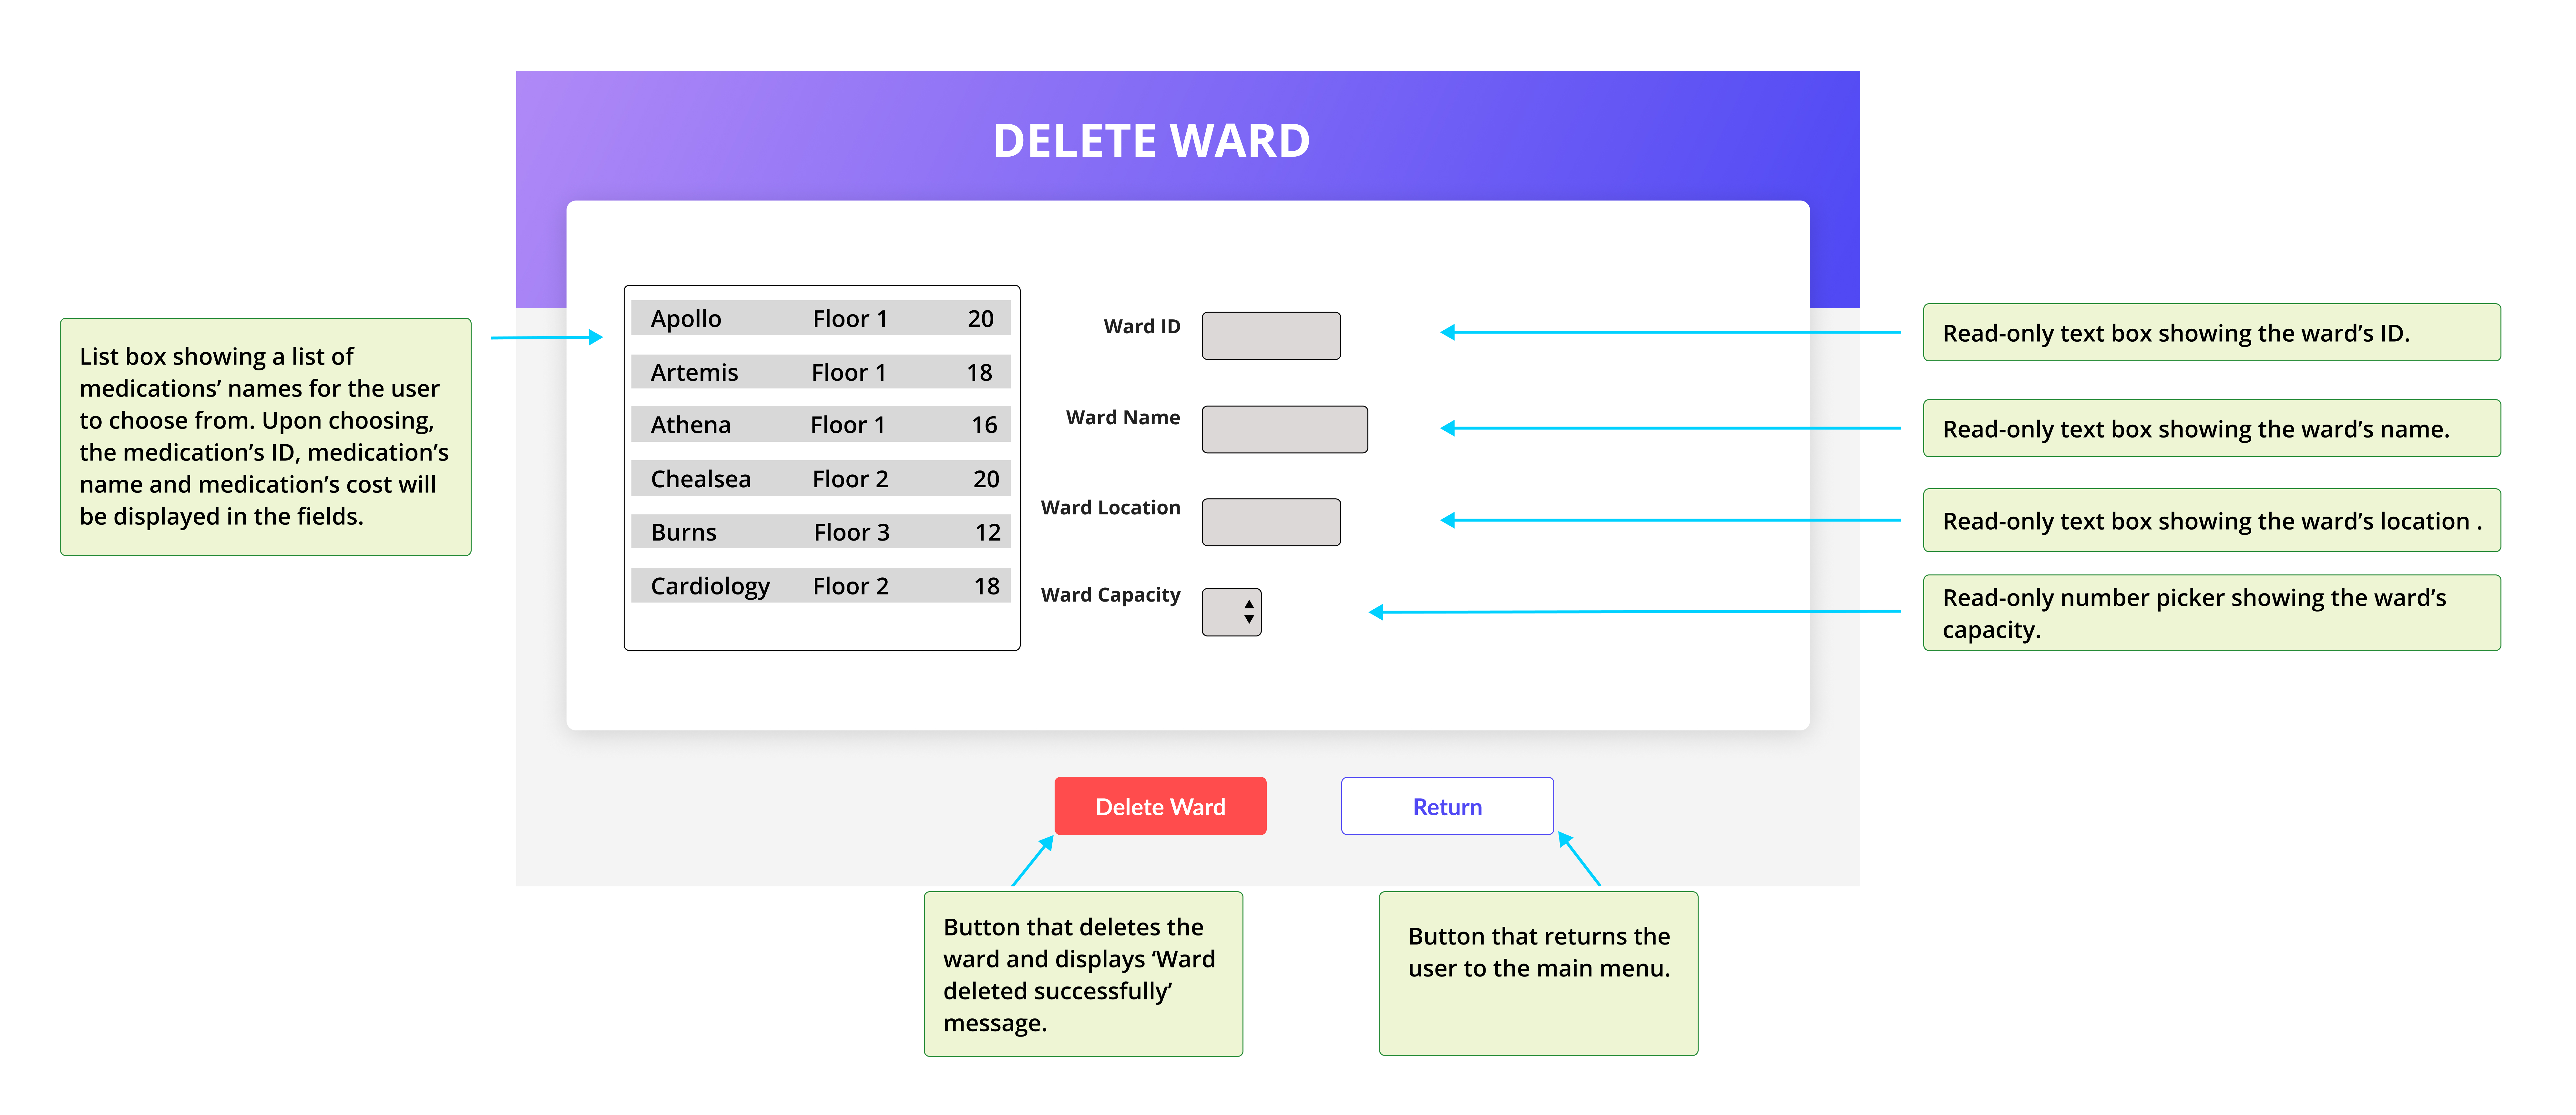 DELETE WARD
List box showing a list of
medications’ names for the user
to choose from. Upon choosing,
the medication’s ID, medication’s
name and medication’s cost will
be displayed in the fields.
Apollo Floor 1 20
Artemis Floor 1 18
Athena Floor 1 16
Chealsea Floor 2 20
Burns Floor 3 12
Cardiology Floor 2 18
Ward ID
Ward Name
Ward Location
Ward Capacity
Read-only text box showing the ward’s ID.
Read-only text box showing the ward’s name.
Read-only text box showing the ward’s location .
Read-only number picker showing the ward’s
capacity.
Delete Ward
Return
Button that deletes the
ward and displays ‘Ward
deleted successfully’
message.
Button that returns the
user to the main menu.